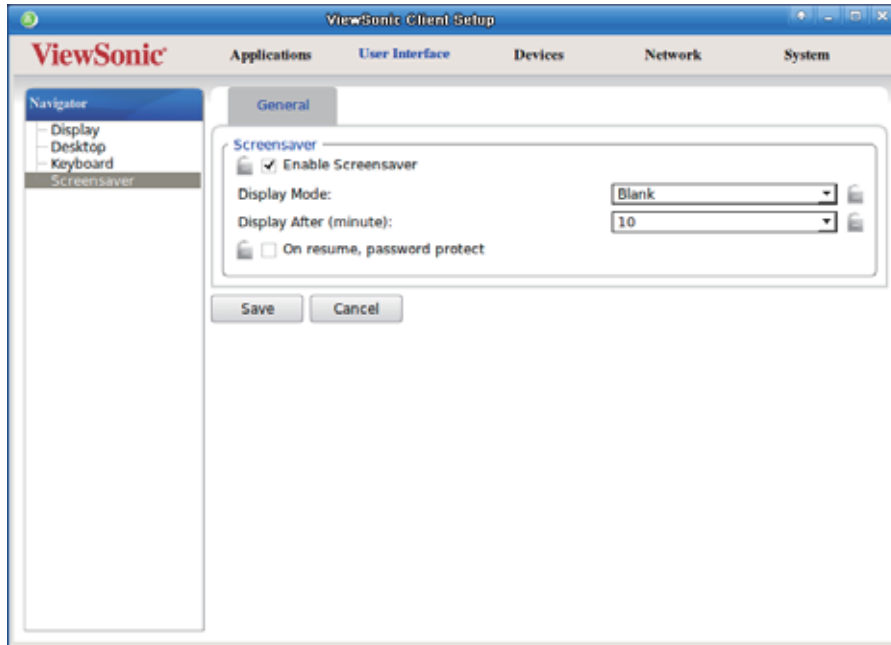 ViewSonic Client Setup
ViewSonic®
Applications User Interface Devices Network System
Navigator
Display
Desktop
Keyboard
Screensaver
General
Screensaver
Enable Screensaver
Display Mode: Blank
Display After (minute): 10
On resume, password protect
Save Cancel